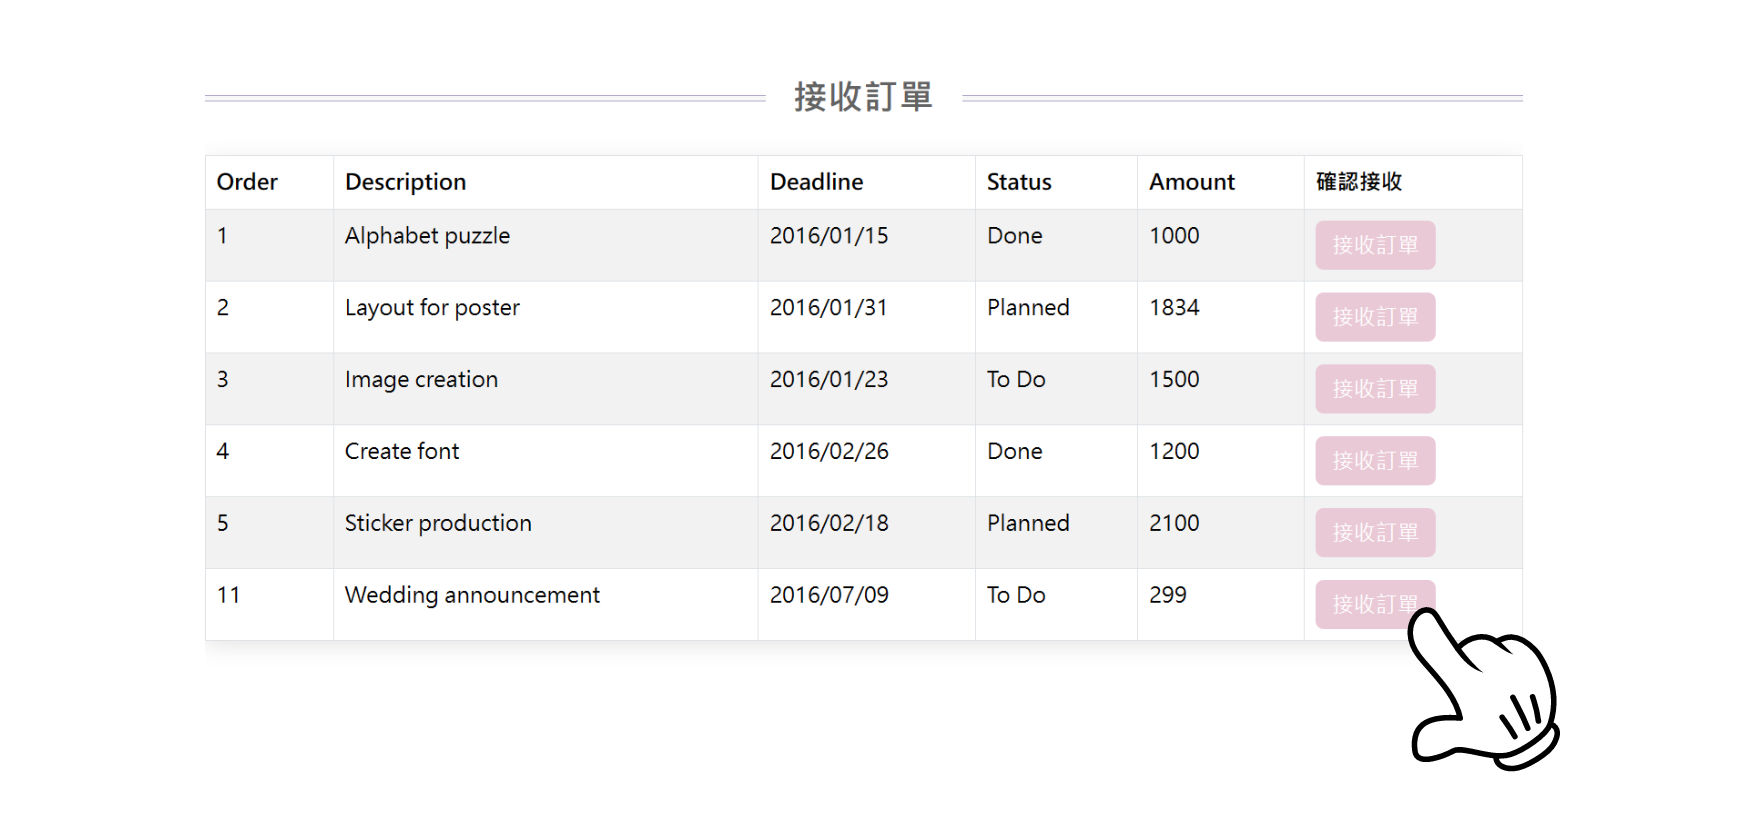 接收訂單
Order Description Deadline Status Amount 確認接收
1 Alphabet puzzle 2016/01/15 Done 1000 接收訂單
2 Layout for poster 2016/01/31 Planned 1834 接收訂單
3 Image creation 2016/01/23 To Do 1500 接收訂單
4 Create font 2016/02/26 Done 1200 接收訂單
5 Sticker production 2016/02/18 Planned 2100 接收訂單
11 Wedding announcement 2016/07/09 To Do 299 接收訂單